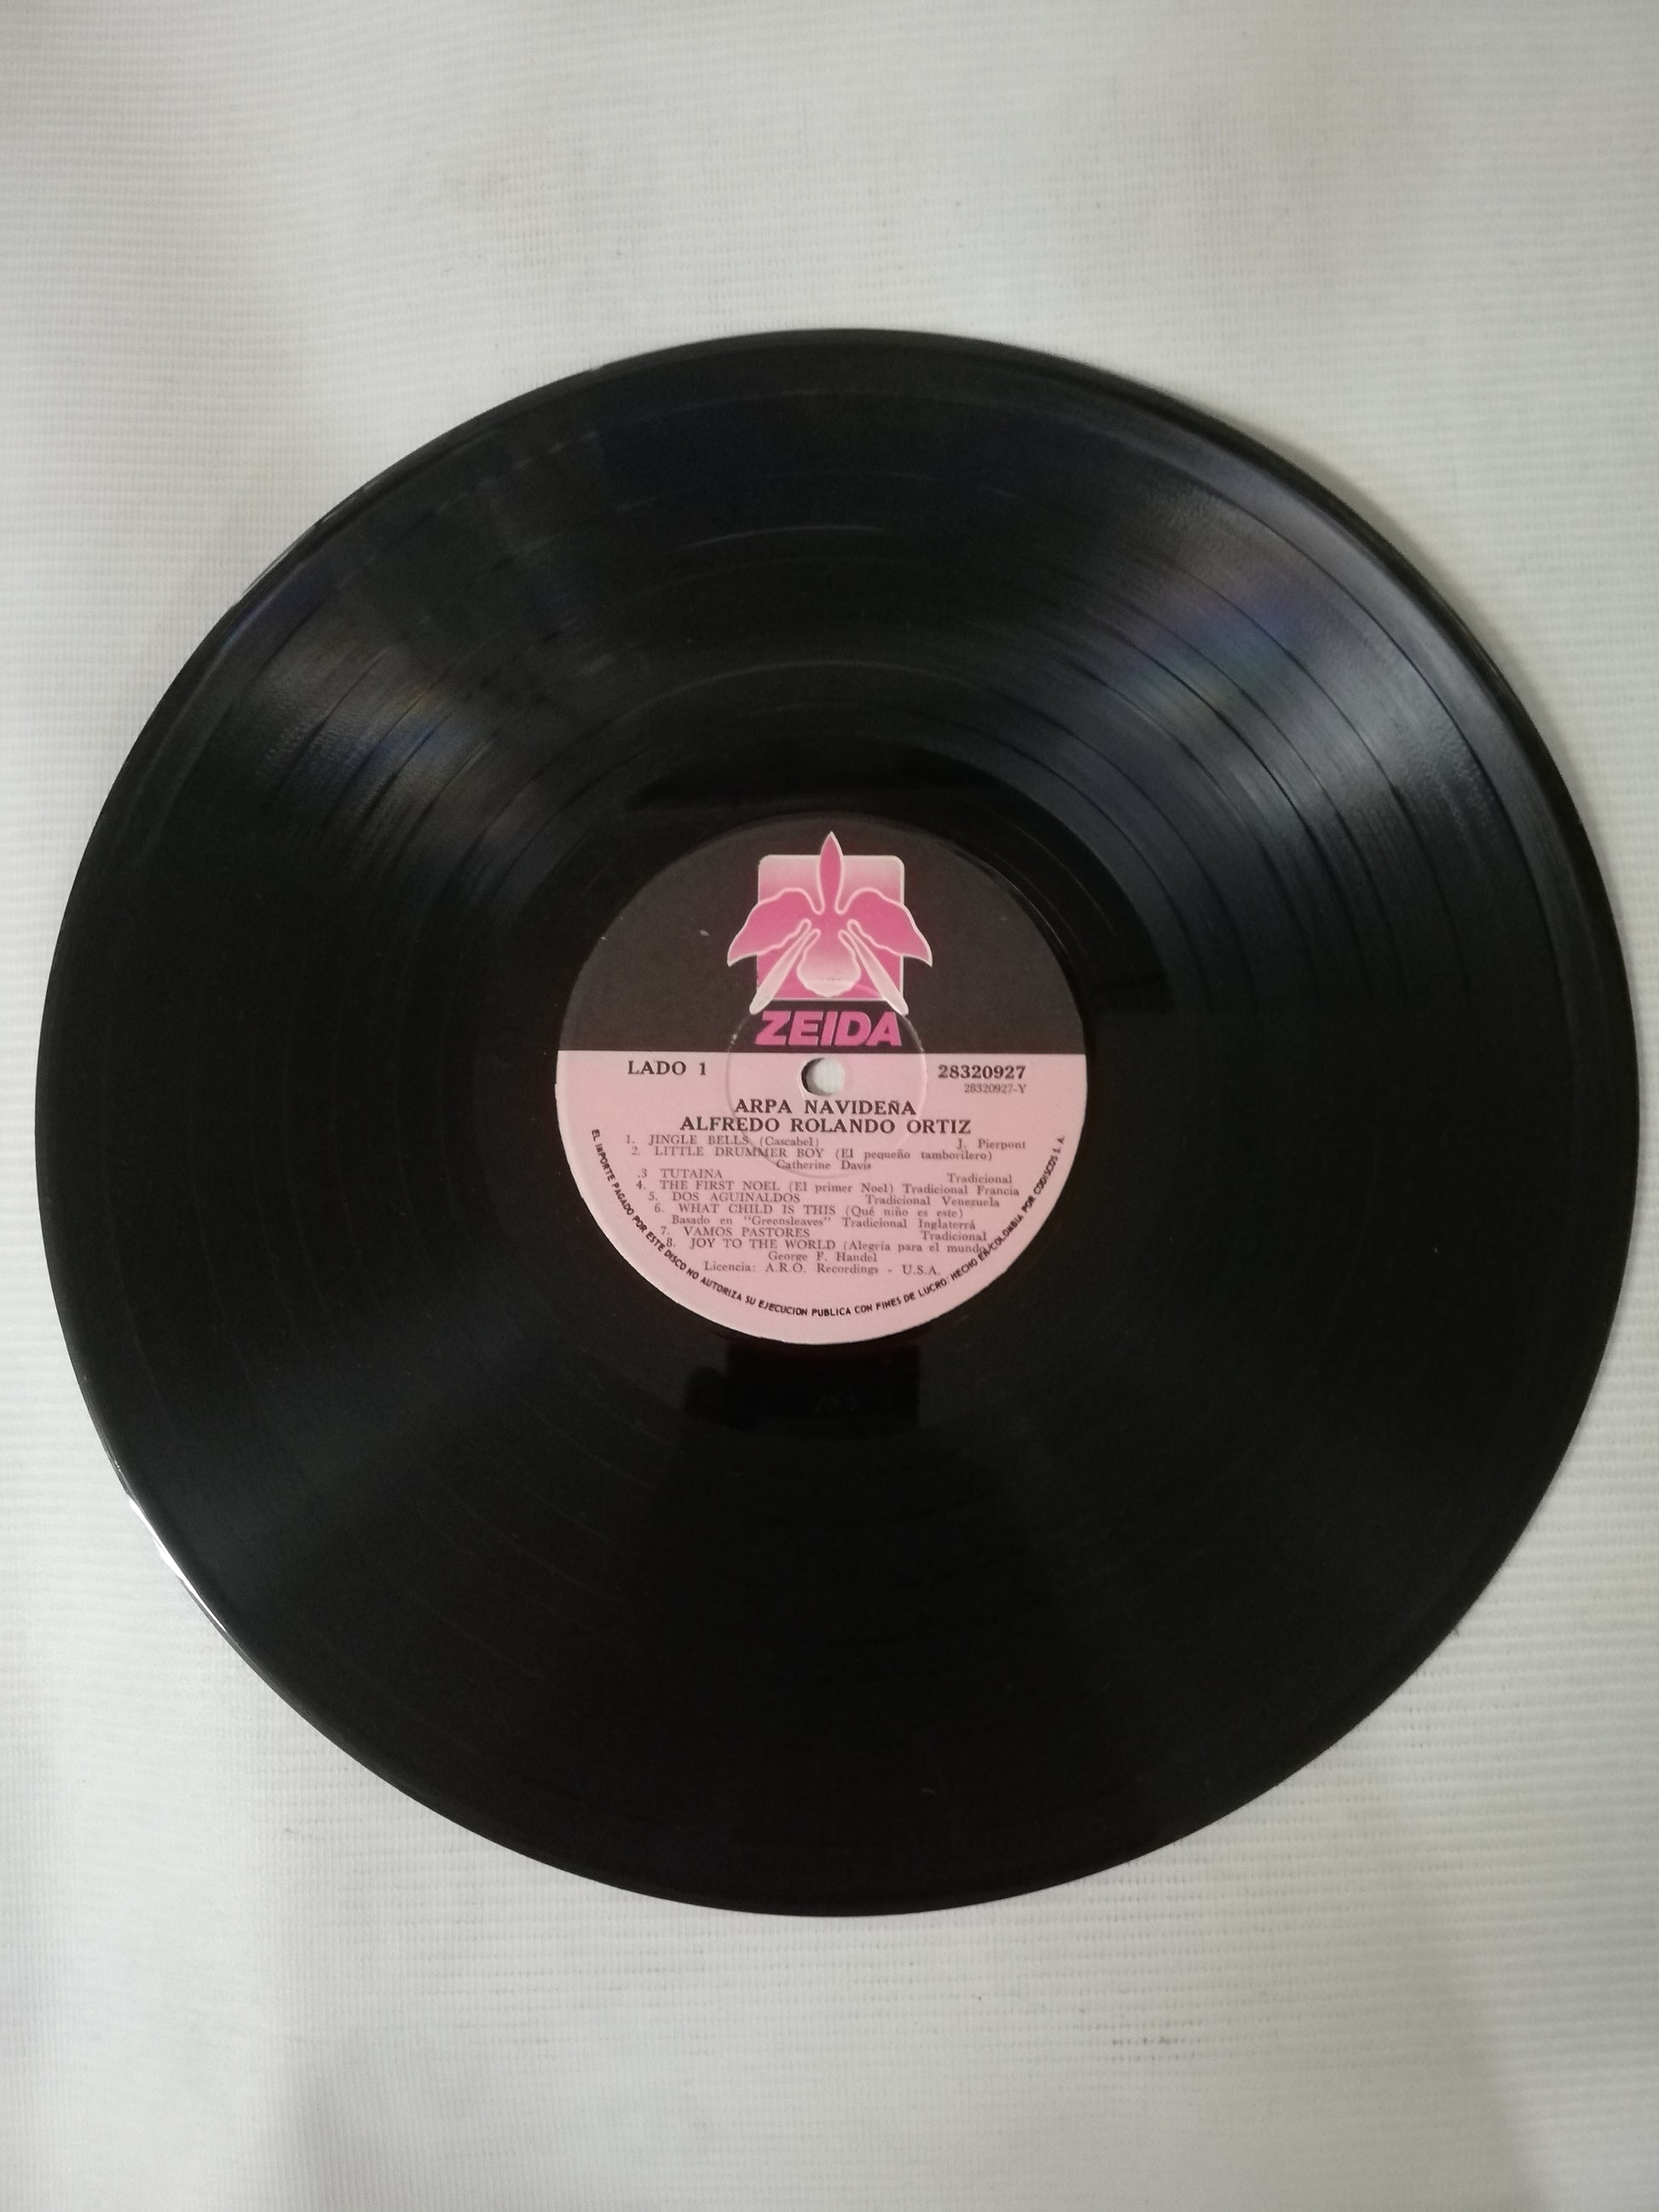 ZEIDA
LADO 1 28320927
28320927-Y
ARPA NAVIDEÑA
ALFREDO ROLANDO ORTIZ
1. JINGLE BELLS (Cascabel) J. Pierpont
2. LITTLE DRUMMER BOY (El pequeño tamborilero)
Catherine Davis
.3 TUTAINA Tradicional
4. THE FIRST NOEL (El primer Noel) Tradicional Francia
5. DOS AGUINALDOS Tradicional Venezuela
6. WHAT CHILD IS THIS (Qué niño es este)
Basado en "Greensleaves" Tradicional Inglaterrá
7. VAMOS PASTORES Tradicional
8. JOY TO THE WORLD (Alegría para el mundo)
George F. Handel
Licencia: A.R.O. Recordings - U.S.A.
EL IMPORTE PAGADO POR ESTE DISCO NO AUTORIZA SU EJECUCION PUBLICA CON FINES DE LUCRO: HECHO EN COLOMBIA POR CODISCOS S. A.